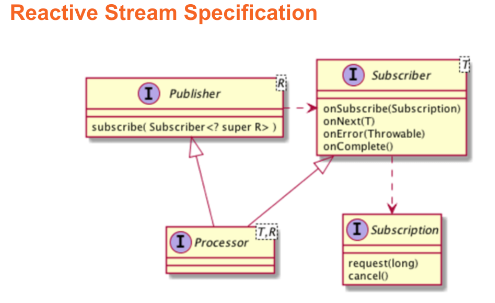 Reactive Stream Specification
I Publisher R
subscribe( Subscriber<? super R> )
I Subscriber T
onSubscribe(Subscription)
onNext(T)
onError(Throwable)
onComplete()
I Processor T,R
I Subscription
request(long)
cancel()